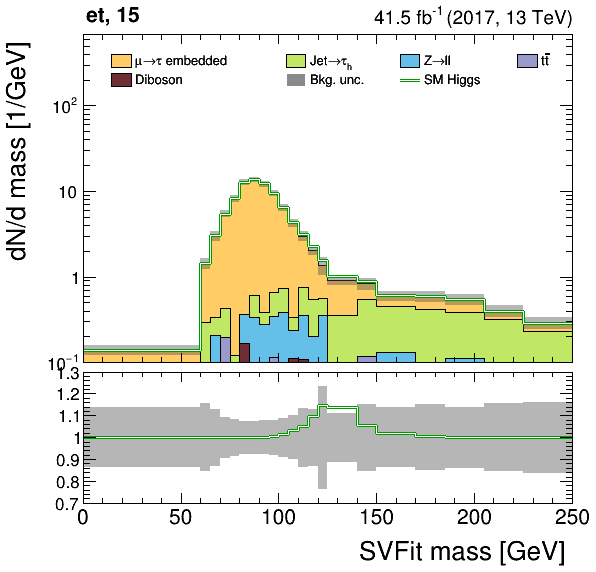 et, 15 41.5 fb⁻¹ (2017, 13 TeV)
μ→τ embedded Jet→τₕ Z→ll tt̄
Diboson Bkg. unc. SM Higgs
dN/d mass [1/GeV]
10²
10
1
10⁻¹
1.3
1.2
1.1
1
0.9
0.8
0.7
0 50 100 150 200 250
SVFit mass [GeV]